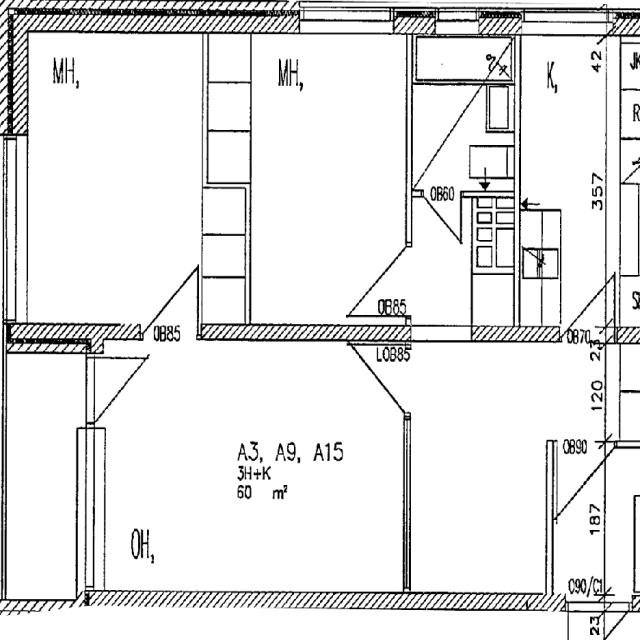 MH,
MH,
K,
42
JK
R
OB60
357
OB85
OB85
OB70
LOB85
23
120
A3, A9, A15
3H+K
60 m²
OB90
187
OH,
C90/C1
23